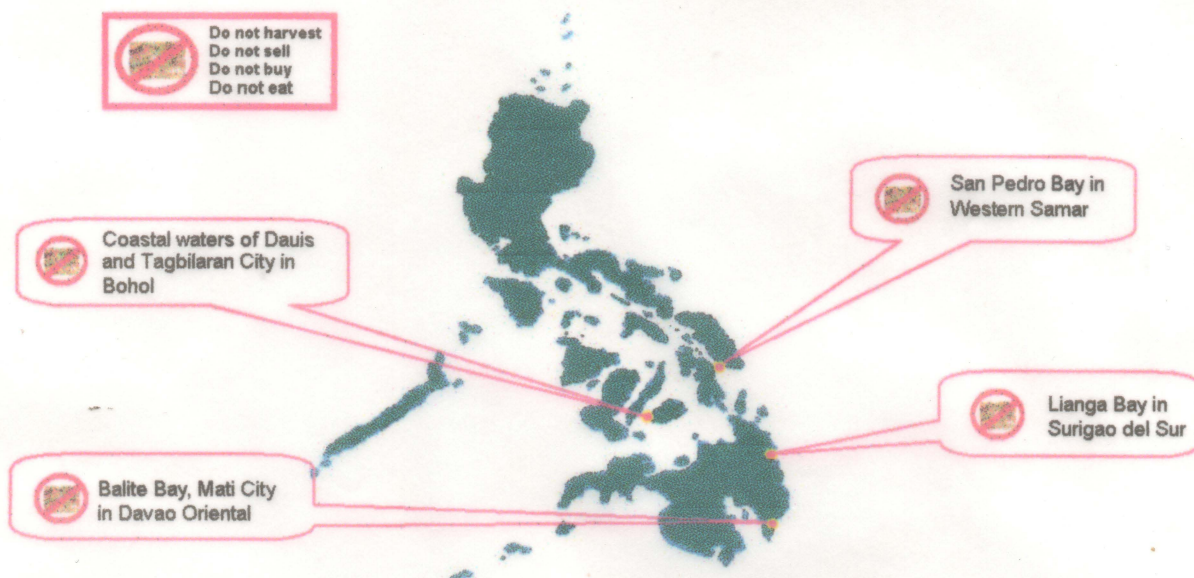 Do not harvest
Do not sell
Do not buy
Do not eat
San Pedro Bay in
Western Samar
Coastal waters of Dauis
and Tagbilaran City in
Bohol
Lianga Bay in
Surigao del Sur
Balite Bay, Mati City
in Davao Oriental